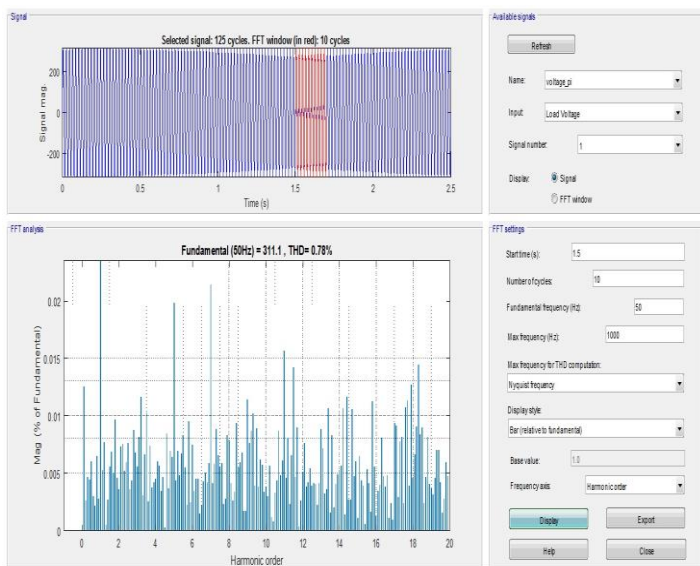 Signal
Selected signal: 125 cycles. FFT window (in red): 10 cycles
Signal mag.
200
0
-200
0 0.5 1 1.5 2 2.5
Time (s)
FFT analysis
Fundamental (50Hz) = 311.1 , THD= 0.78%
Mag (% of Fundamental)
0.02
0.015
0.01
0.005
0
0 2 4 6 8 10 12 14 16 18 20
Harmonic order
Available signals
Refresh
Name: voltage_pi
Input: Load Voltage
Signal number: 1
Display: Signal
FFT window
FFT settings
Start time (s): 1.5
Number of cycles: 10
Fundamental frequency (Hz): 50
Max frequency (Hz): 1000
Max frequency for THD computation:
Nyquist frequency
Display style:
Bar (relative to fundamental)
Base value: 1.0
Frequency axis: Harmonic order
Display Export
Help Close